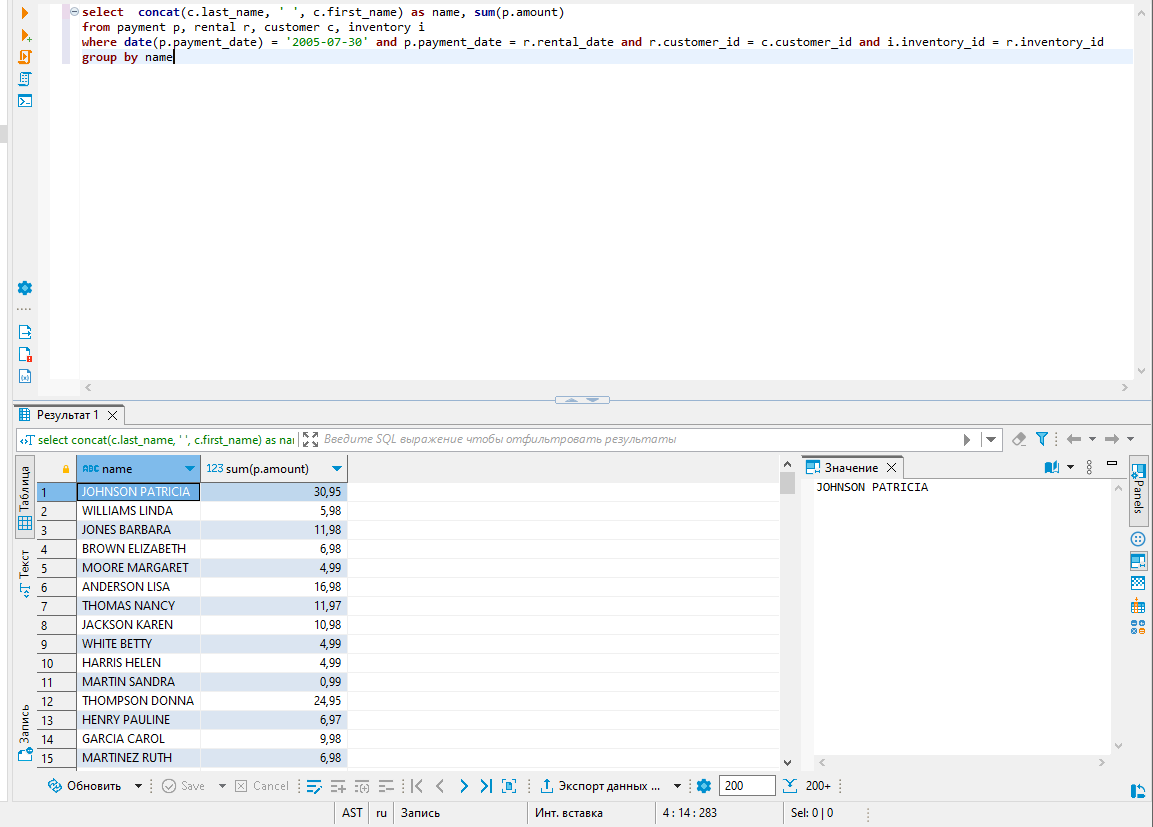 select  concat(c.last_name, ' ', c.first_name) as name, sum(p.amount)
from payment p, rental r, customer c, inventory i
where date(p.payment_date) = '2005-07-30' and p.payment_date = r.rental_date and r.customer_id = c.customer_id and i.inventory_id = r.inventory_id
group by name
Результат 1
select concat(c.last_name, ' ', c.first_name) as nar
Введите SQL выражение чтобы отфильтровать результаты
Таблица
Текст
Запись
ABC name 123 sum(p.amount)
1 JOHNSON PATRICIA 30,95
2 WILLIAMS LINDA 5,98
3 JONES BARBARA 11,98
4 BROWN ELIZABETH 6,98
5 MOORE MARGARET 4,99
6 ANDERSON LISA 16,98
7 THOMAS NANCY 11,97
8 JACKSON KAREN 10,98
9 WHITE BETTY 4,99
10 HARRIS HELEN 4,99
11 MARTIN SANDRA 0,99
12 THOMPSON DONNA 24,95
13 HENRY PAULINE 6,97
14 GARCIA CAROL 9,98
15 MARTINEZ RUTH 6,98
Значение
JOHNSON PATRICIA
Panels
Обновить Save Cancel Экспорт данных ... 200 200+
AST ru Запись Инт. вставка 4 : 14 : 283 Sel: 0 | 0